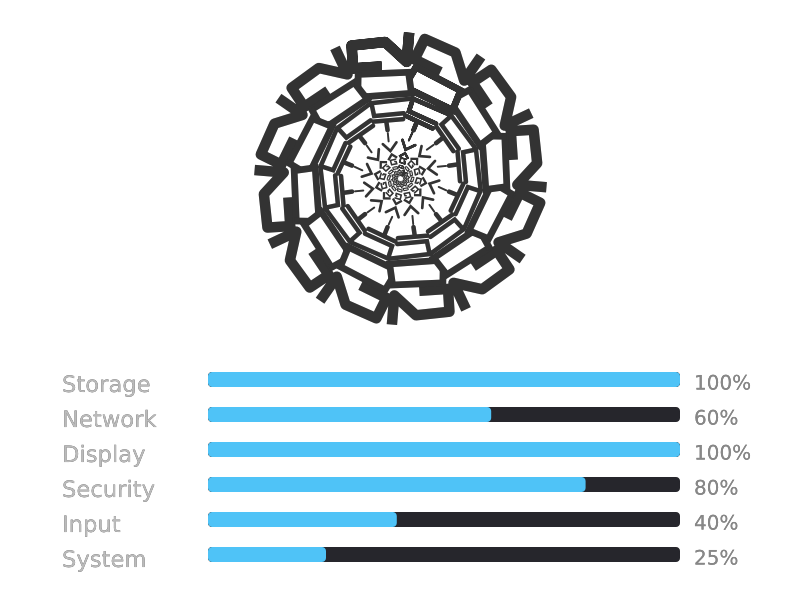 Storage 100%
Network 60%
Display 100%
Security 80%
Input 40%
System 25%